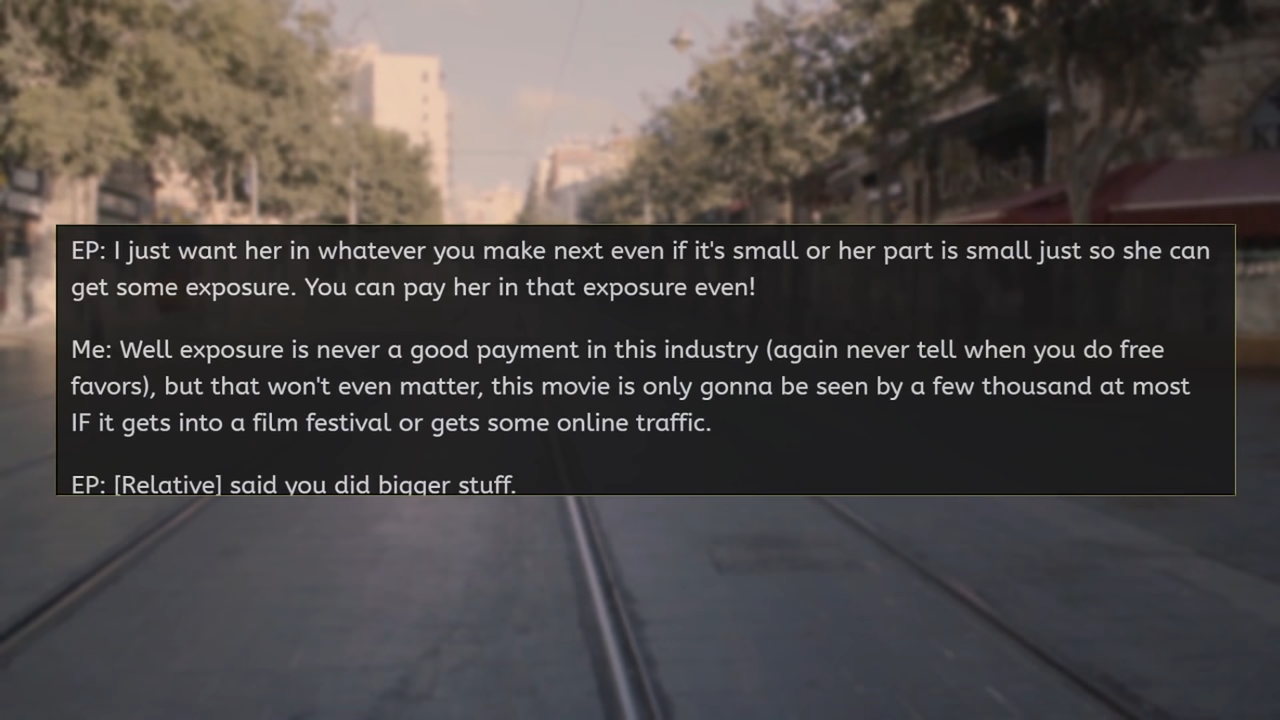 EP: I just want her in whatever you make next even if it's small or her part is small just so she can
get some exposure. You can pay her in that exposure even!
Me: Well exposure is never a good payment in this industry (again never tell when you do free
favors), but that won't even matter, this movie is only gonna be seen by a few thousand at most
IF it gets into a film festival or gets some online traffic.
EP: [Relative] said you did bigger stuff.